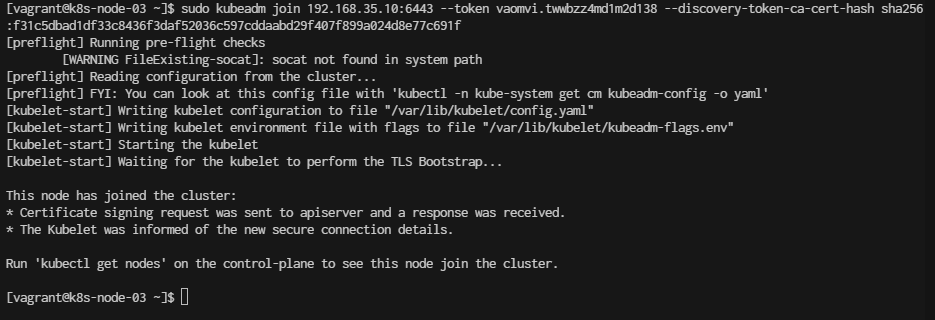 [vagrant@k8s-node-03 ~]$ sudo kubeadm join 192.168.35.10:6443 --token vaomvi.twwbzz4md1m2d138 --discovery-token-ca-cert-hash sha256
:f31c5dbad1df33c8436f3daf52036c597cddaabd29f407f899a024d8e77c691f
[preflight] Running pre-flight checks
        [WARNING FileExisting-socat]: socat not found in system path
[preflight] Reading configuration from the cluster...
[preflight] FYI: You can look at this config file with 'kubectl -n kube-system get cm kubeadm-config -o yaml'
[kubelet-start] Writing kubelet configuration to file "/var/lib/kubelet/config.yaml"
[kubelet-start] Writing kubelet environment file with flags to file "/var/lib/kubelet/kubeadm-flags.env"
[kubelet-start] Starting the kubelet
[kubelet-start] Waiting for the kubelet to perform the TLS Bootstrap...

This node has joined the cluster:
* Certificate signing request was sent to apiserver and a response was received.
* The Kubelet was informed of the new secure connection details.

Run 'kubectl get nodes' on the control-plane to see this node join the cluster.

[vagrant@k8s-node-03 ~]$